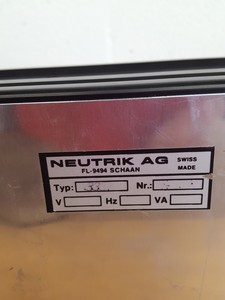 NEUTRIK AG SWISS
FL-9494 SCHAAN MADE
Typ: Nr.:
V Hz VA